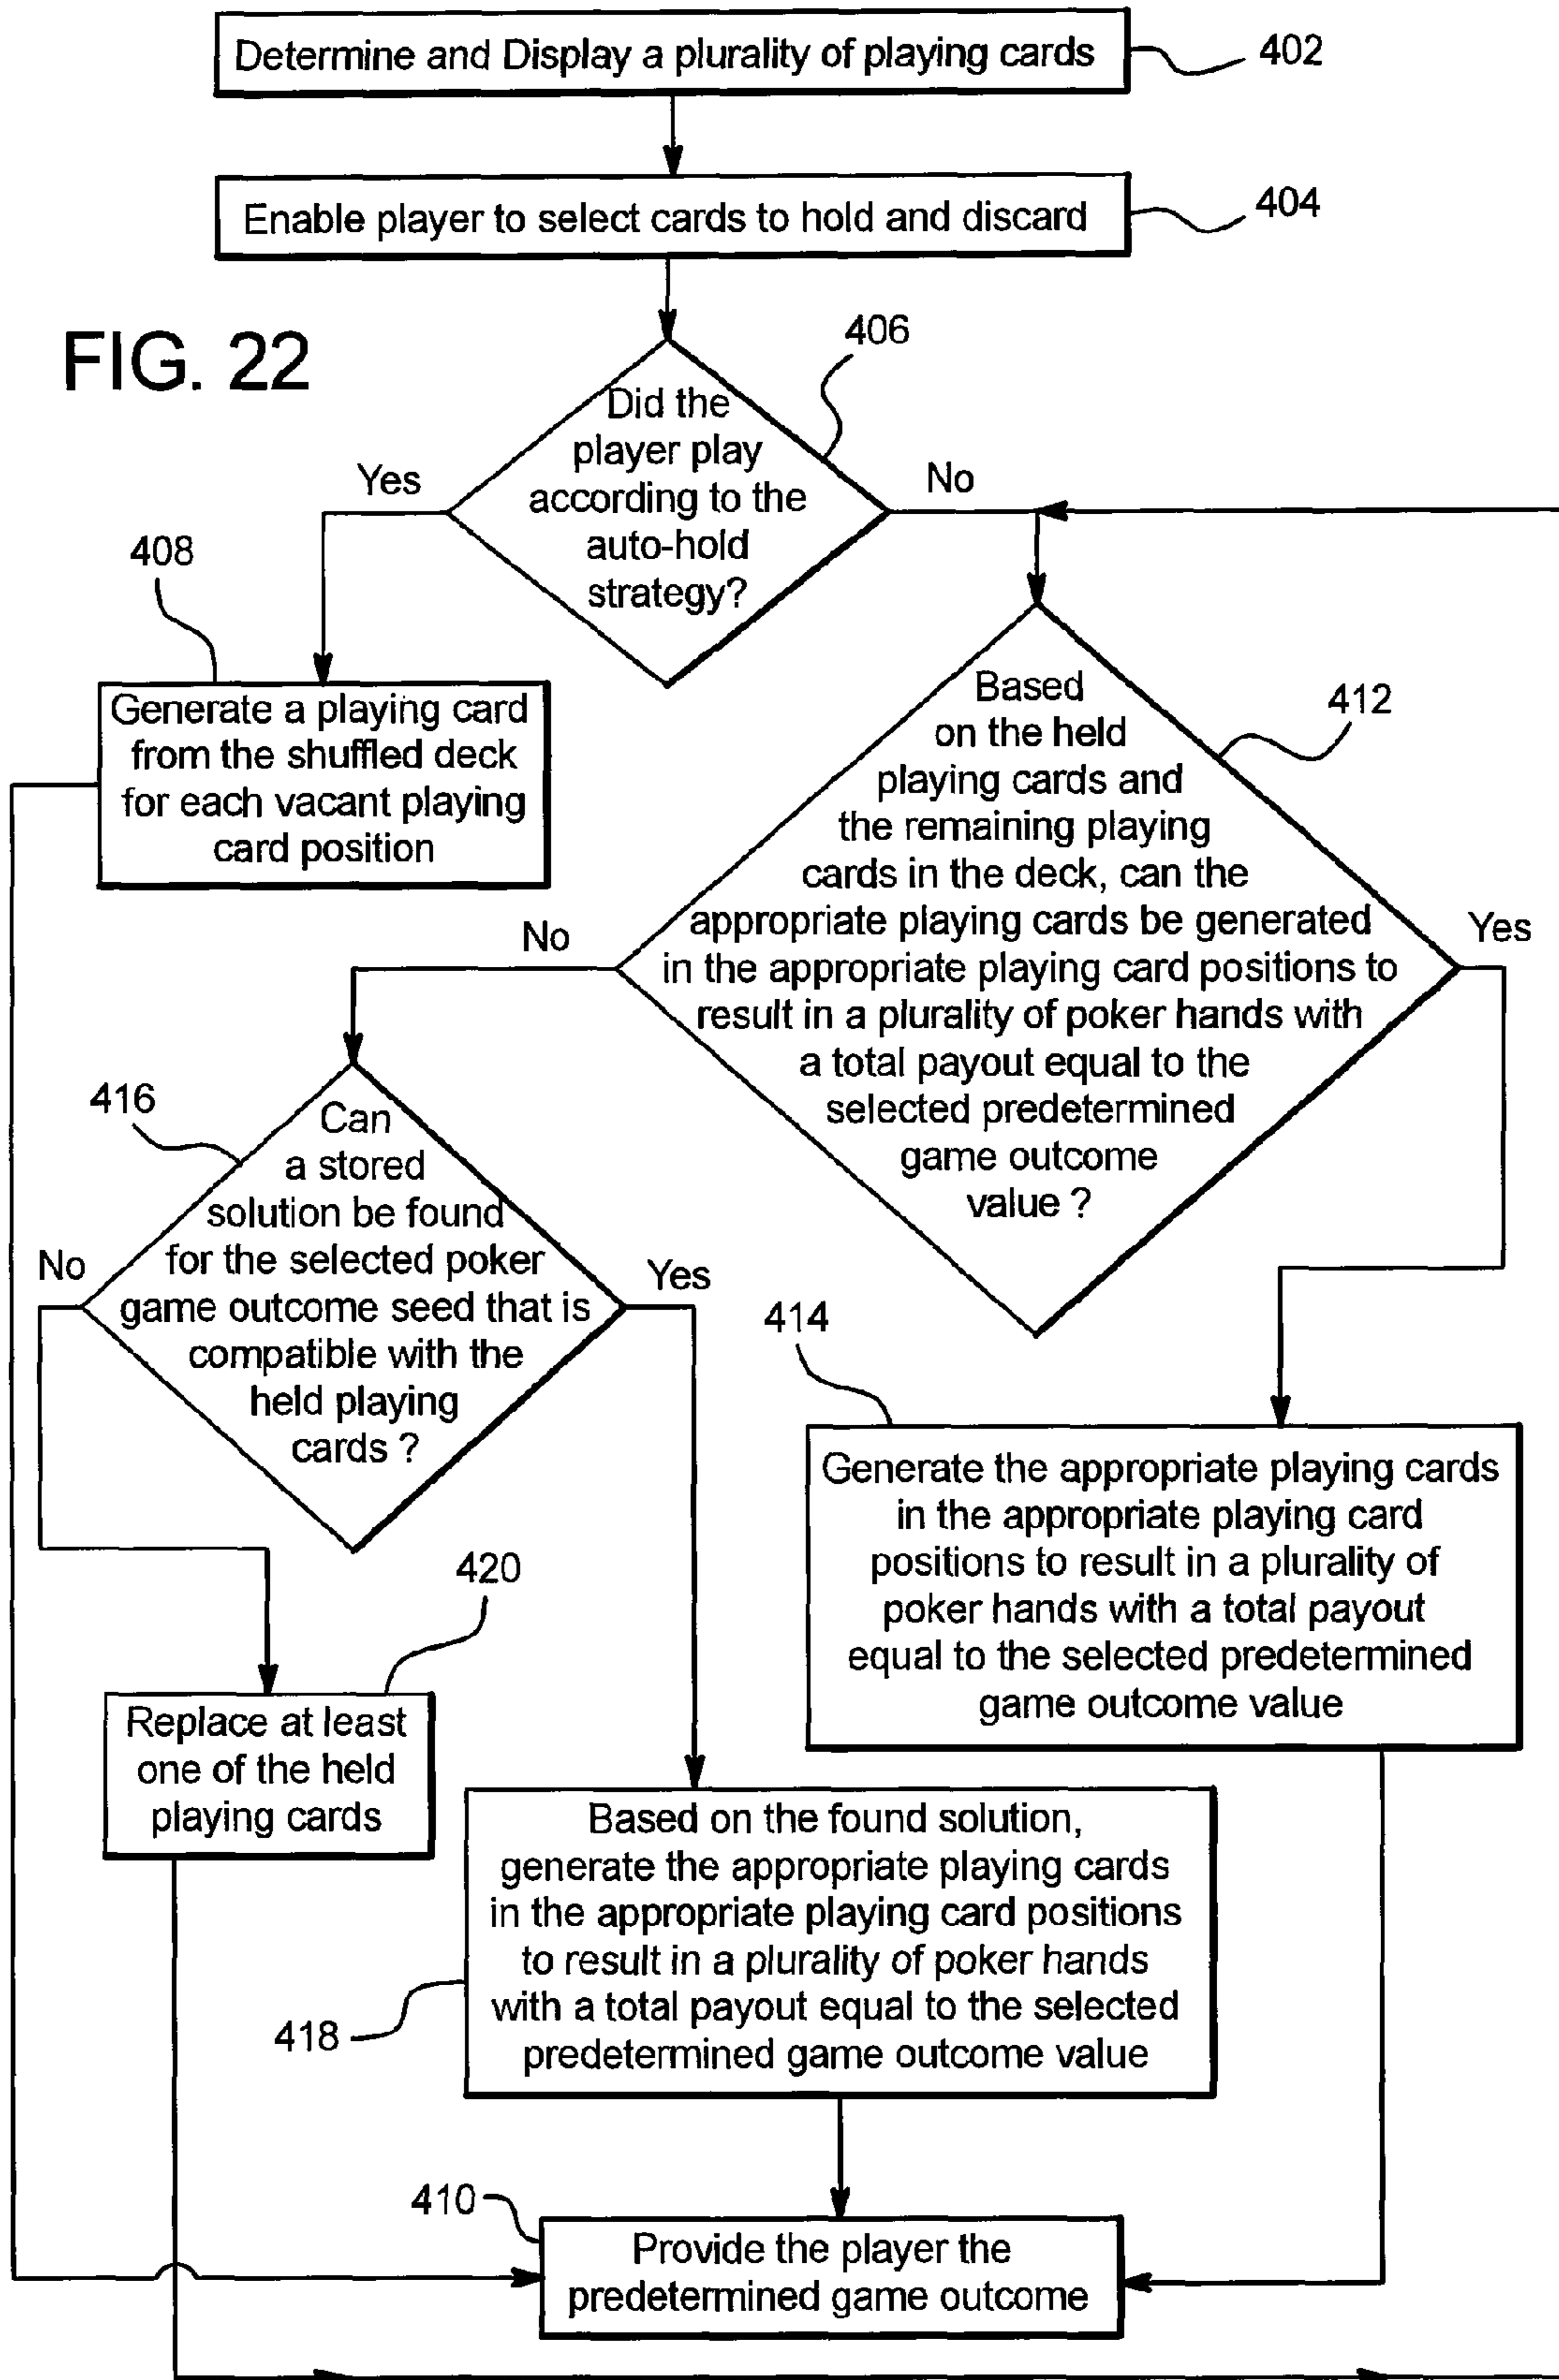 Determine and Display a plurality of playing cards
402
Enable player to select cards to hold and discard
404
FIG. 22
406
Did the
player play
according to the
auto-hold
strategy?
Yes
No
408
Generate a playing card
from the shuffled deck
for each vacant playing
card position
412
Based
on the held
playing cards and
the remaining playing
cards in the deck, can the
appropriate playing cards be generated
in the appropriate playing card positions to
result in a plurality of poker hands with
a total payout equal to the
selected predetermined
game outcome
value ?
No
Yes
416
Can
a stored
solution be found
for the selected poker
game outcome seed that is
compatible with the
held playing
cards ?
No
Yes
414
Generate the appropriate playing cards
in the appropriate playing card
positions to result in a plurality of
poker hands with a total payout
equal to the selected predetermined
game outcome value
420
Replace at least
one of the held
playing cards
Based on the found solution,
generate the appropriate playing cards
in the appropriate playing card positions
to result in a plurality of poker hands
with a total payout equal to the selected
predetermined game outcome value
418
410
Provide the player the
predetermined game outcome